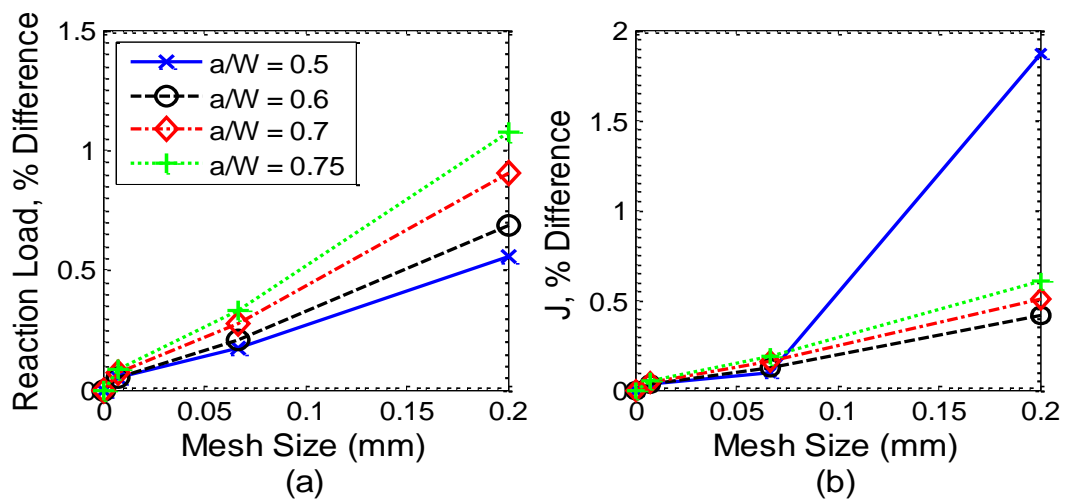 Reaction Load, % Difference
1.5
1
0.5
0
a/W = 0.5
a/W = 0.6
a/W = 0.7
a/W = 0.75
0 0.05 0.1 0.15 0.2
Mesh Size (mm)
(a)
J, % Difference
2
1.5
1
0.5
0
0 0.05 0.1 0.15 0.2
Mesh Size (mm)
(b)